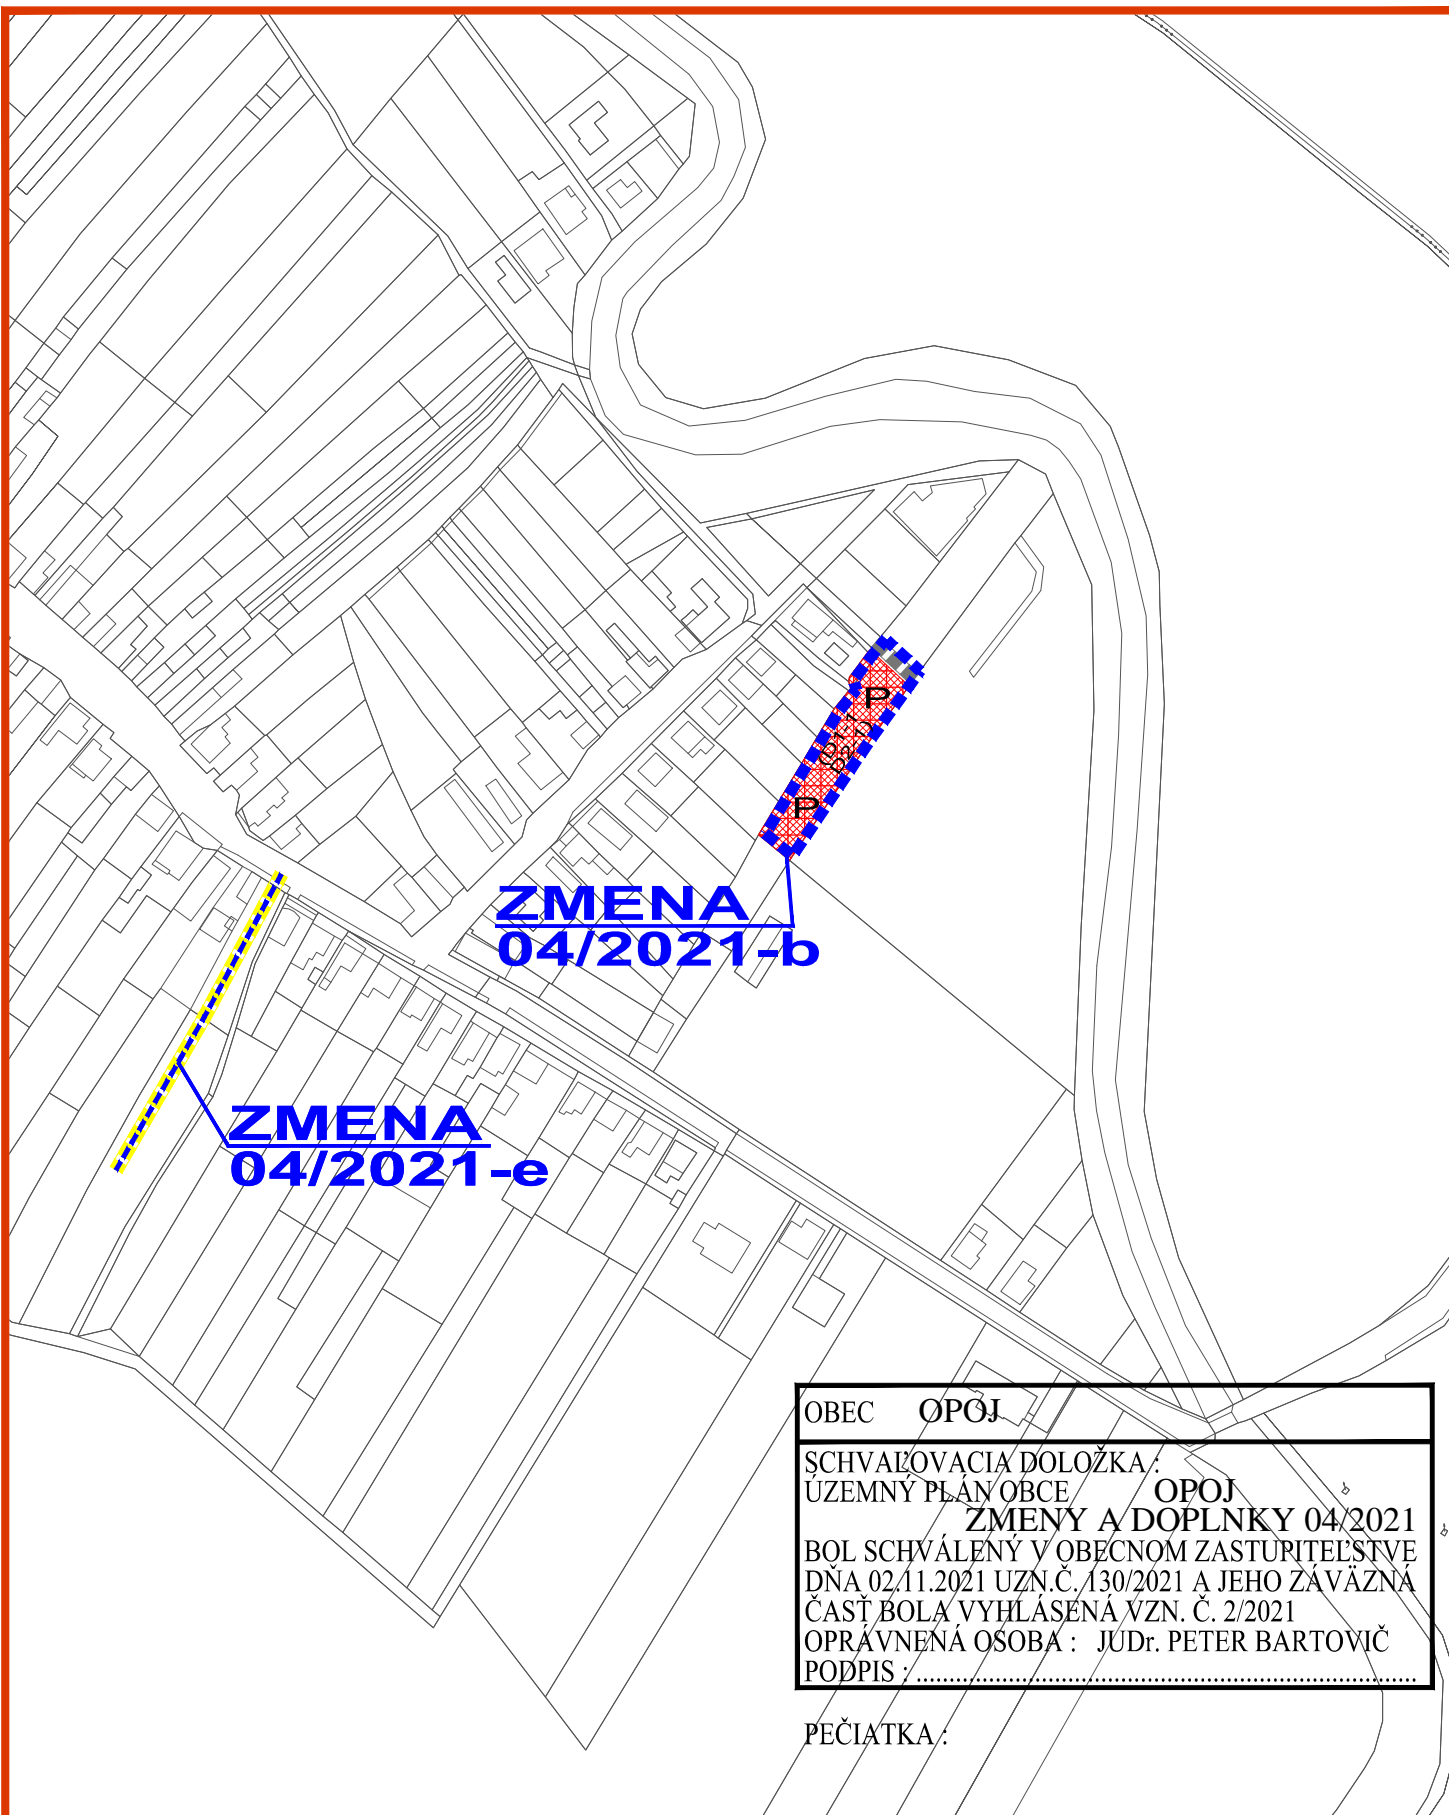 P
P
ZMENA
04/2021-b
ZMENA
04/2021-e
OBEC OPOJ
SCHVAĽOVACIA DOLOŽKA :
ÚZEMNÝ PLÁN OBCE OPOJ
ZMENY A DOPLNKY 04/2021
BOL SCHVÁLENÝ V OBECNOM ZASTUPITEĽSTVE
DŇA 02.11.2021 UZN.Č. 130/2021 A JEHO ZÁVÄZNÁ
ČASŤ BOLA VYHLÁSENÁ VZN. Č. 2/2021
OPRÁVNENÁ OSOBA : JUDr. PETER BARTOVIČ
PODPIS : ............................................................................
PEČIATKA :